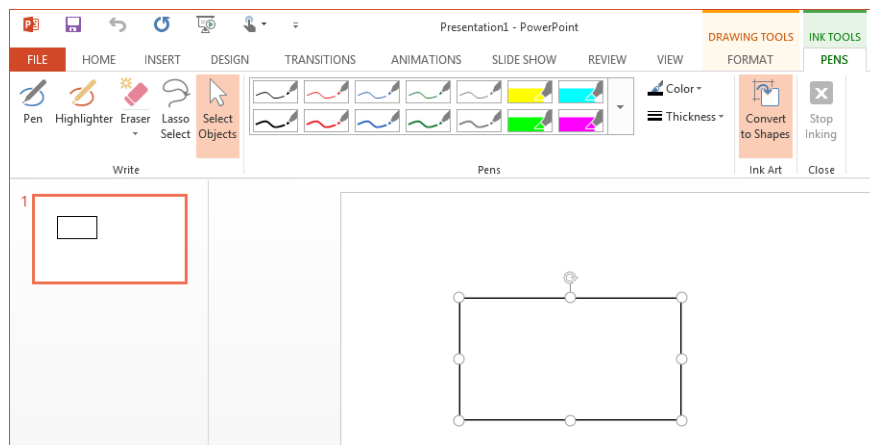 Presentation1 - PowerPoint
DRAWING TOOLS
INK TOOLS
FILE HOME INSERT DESIGN TRANSITIONS ANIMATIONS SLIDE SHOW REVIEW VIEW FORMAT PENS
Pen
Highlighter
Eraser
Lasso
Select
Select
Objects
Write
Pens
Color
Thickness
Convert
to Shapes
Ink Art
Stop
Inking
Close
1